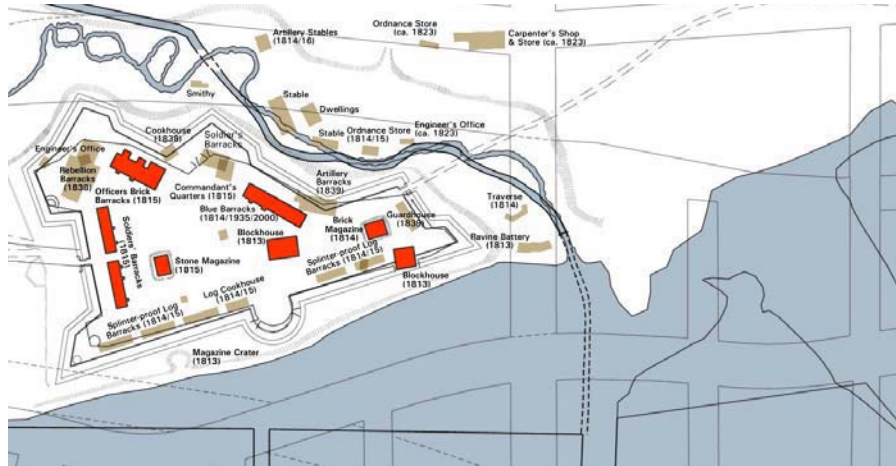 Ordnance Store
(ca. 1823)
Carpenter's Shop
& Store (ca. 1823)
Artillery Stables
(1814/16)
Smithy
Stable
Dwellings
Stable
Ordnance Store
(1814/15)
Engineer's Office
(ca. 1823)
Cookhouse
(1839)
Soldier's
Barracks
Engineer's Office
Rebellion
Barracks
(1838)
Officers Brick
Barracks (1815)
Commandant's
Quarters (1815)
Artillery
Barracks
(1839)
Blue Barracks
(1814/1935/2000)
Brick
Magazine
(1814)
Guardhouse
(1839)
Traverse
(1814)
Ravine Battery
(1813)
Soldiers' Barracks
(1815)
Blockhouse
(1813)
Stone Magazine
(1815)
Splinter-proof Log
Barracks (1814/15)
Blockhouse
(1813)
Log Cookhouse
(1814/15)
Splinter-proof Log
Barracks (1814/15)
Magazine Crater
(1813)